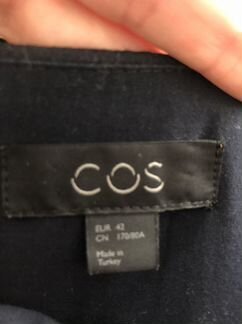 COS
EUR 42
CN 170/80A
Made in
Turkey